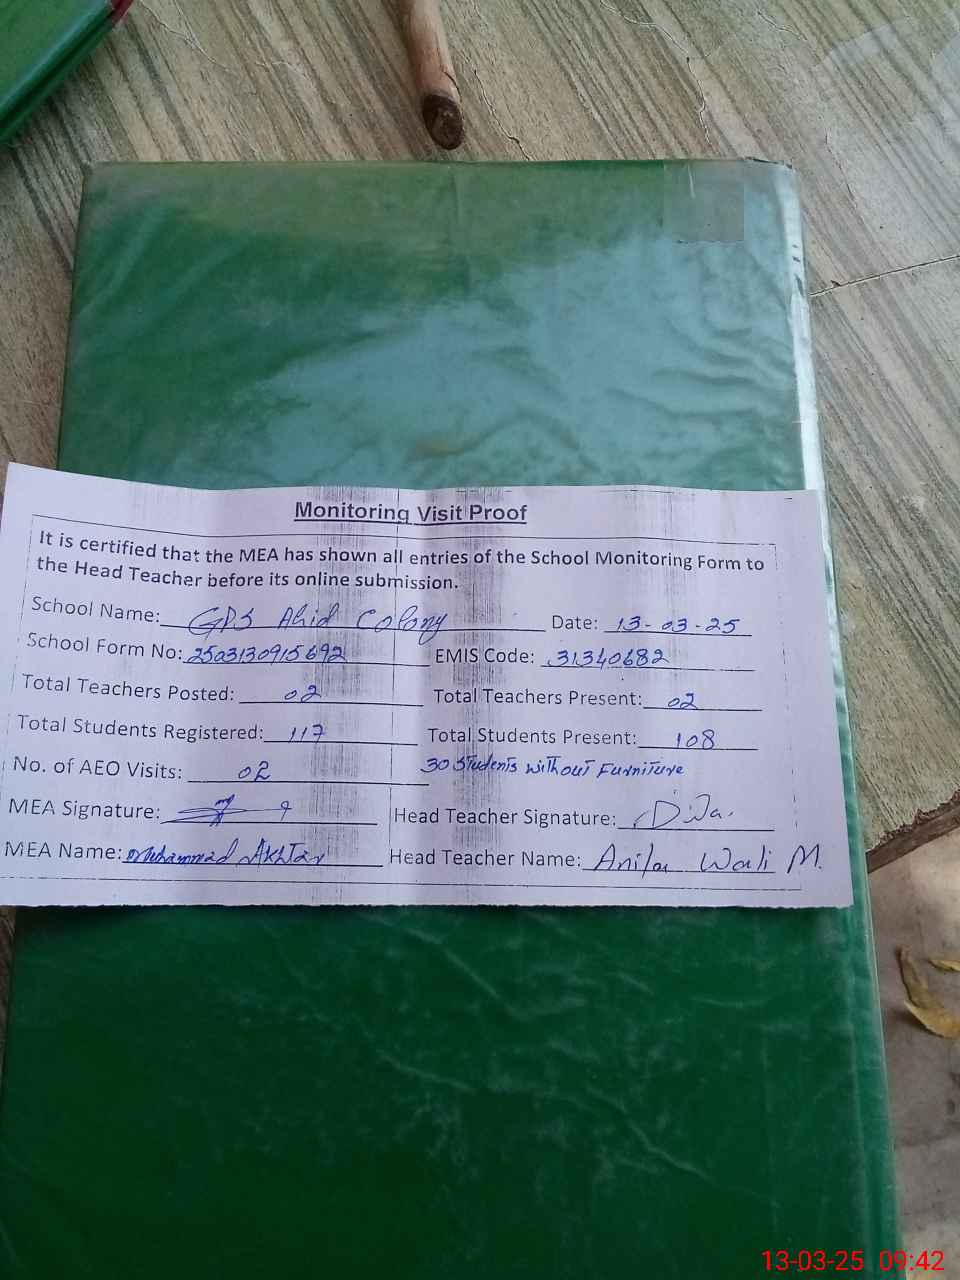 Monitoring Visit Proof
It is certified that the MEA has shown all entries of the School Monitoring Form to
the Head Teacher before its online submission.
School Name: GPS Abid Colony Date: 13-03-25
School Form No: 2503130915692 EMIS Code: 31340682
Total Teachers Posted: 02 Total Teachers Present: 02
Total Students Registered: 117 Total Students Present: 108
No. of AEO Visits: 02 30 Students without Furniture
MEA Signature: Head Teacher Signature:
MEA Name: Muhammad Akhtar Head Teacher Name: Anila Wali M.
13-03-25 09:42